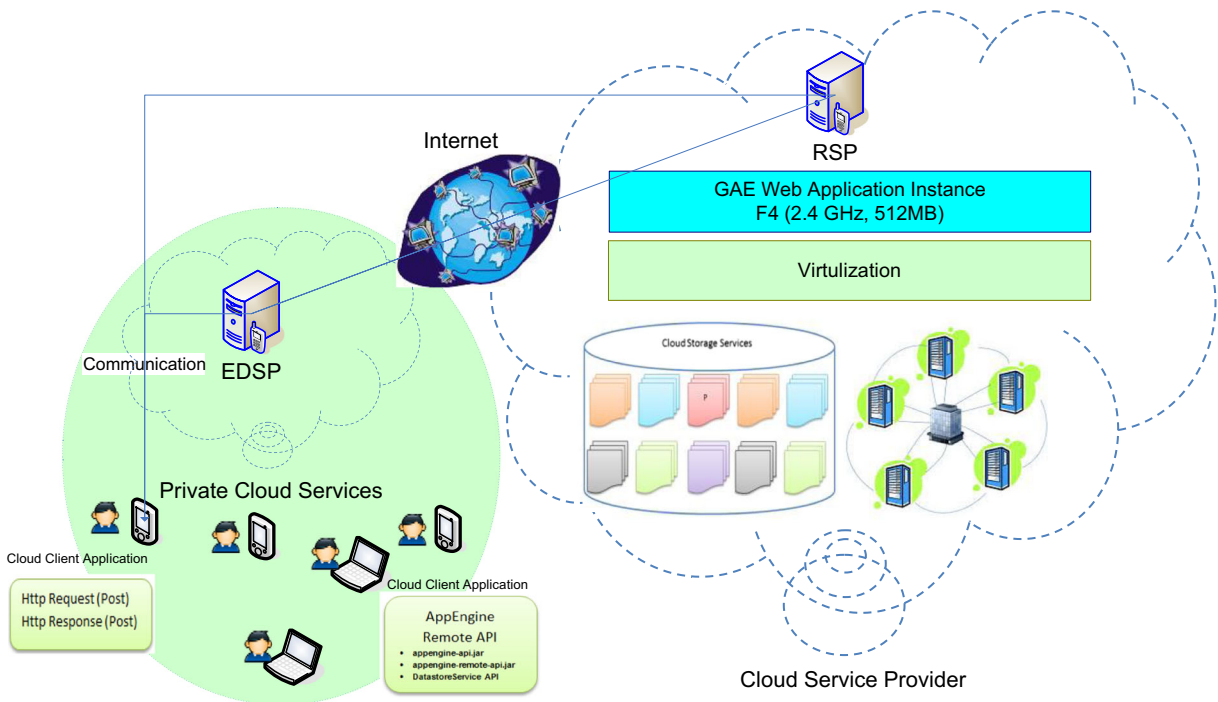 RSP
Internet
GAE Web Application Instance
F4 (2.4 GHz, 512MB)
Virtulization
Communication
EDSP
Cloud Storage Services
P
Private Cloud Services
Cloud Client Application
Http Request (Post)
Http Response (Post)
Cloud Client Application
AppEngine
Remote API
• appengine-api.jar
• appengine-remote-api.jar
• DatastoreService API
Cloud Service Provider